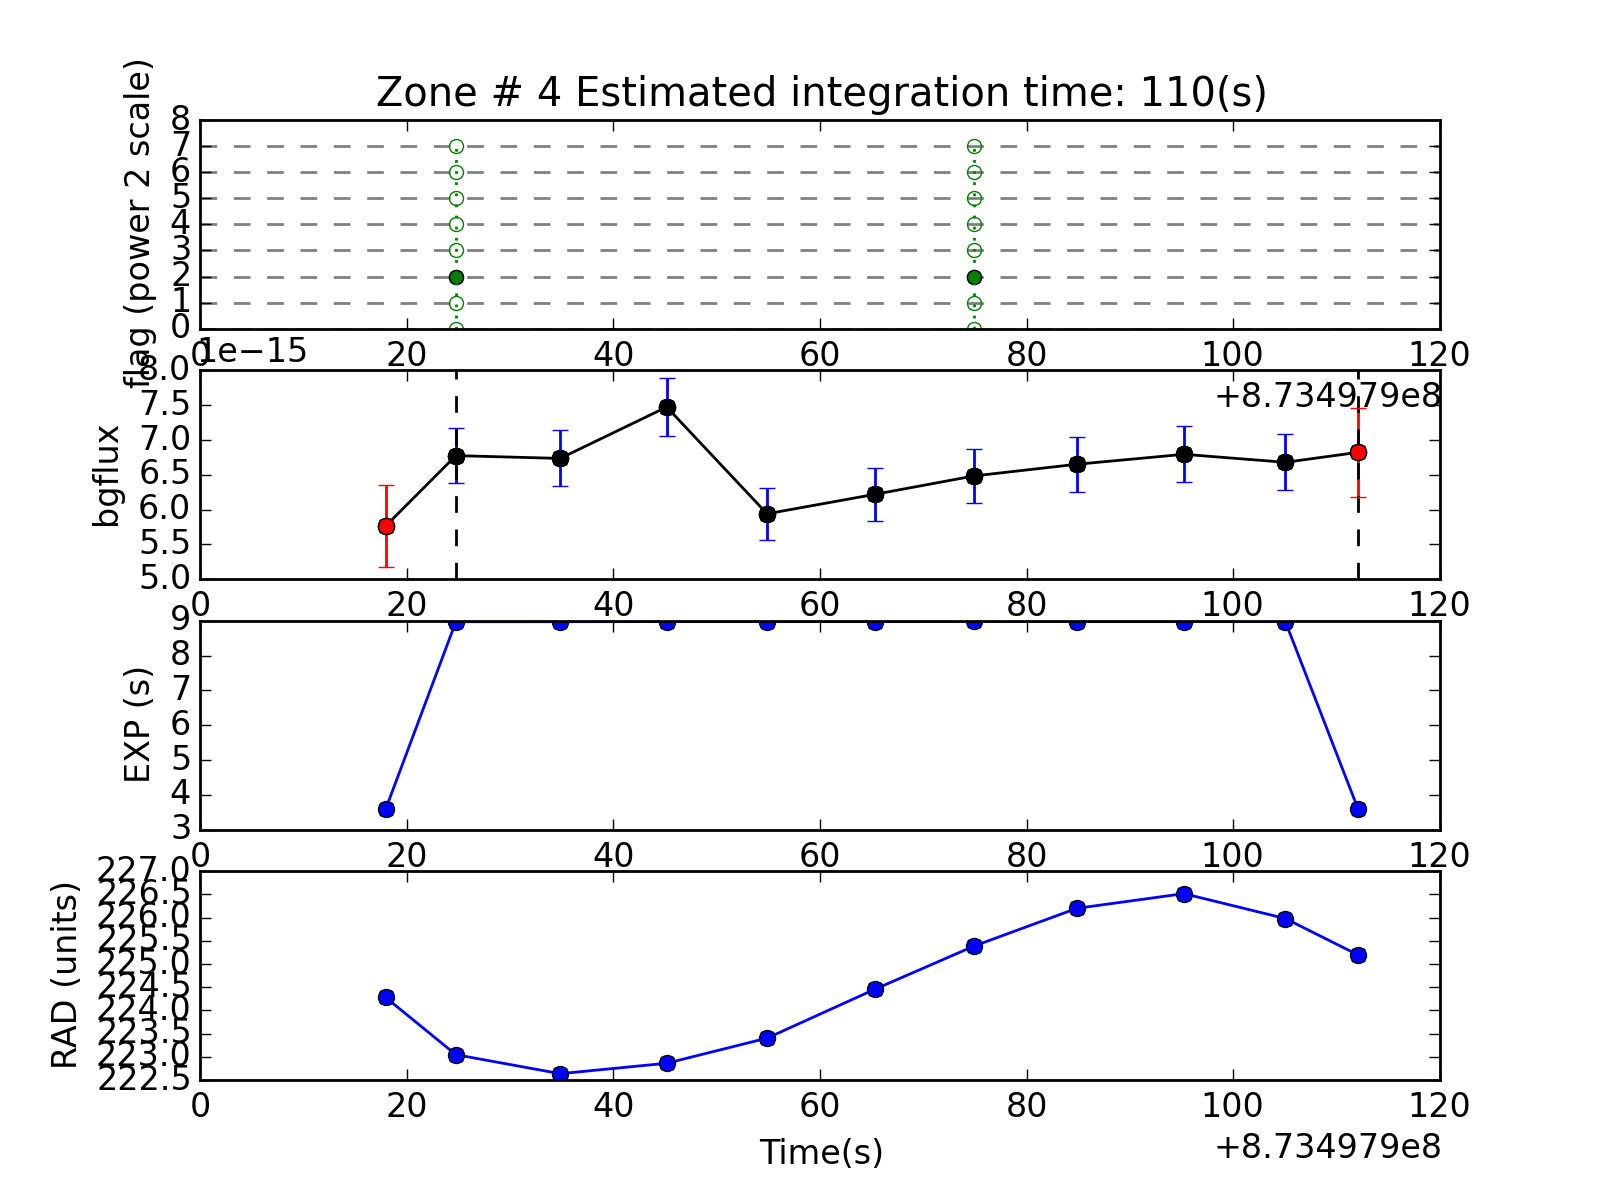 Zone # 4 Estimated integration time: 110(s)
flag (power 2 scale)
8
7
6
5
4
3
2
1
0
0 20 40 60 80 100 120
+8.734979e8
1e−15
bgflux
8.0
7.5
7.0
6.5
6.0
5.5
5.0
0 20 40 60 80 100 120
EXP (s)
9
8
7
6
5
4
3
0 20 40 60 80 100 120
RAD (units)
227.0
226.5
226.0
225.5
225.0
224.5
224.0
223.5
223.0
222.5
0 20 40 60 80 100 120
Time(s)
+8.734979e8